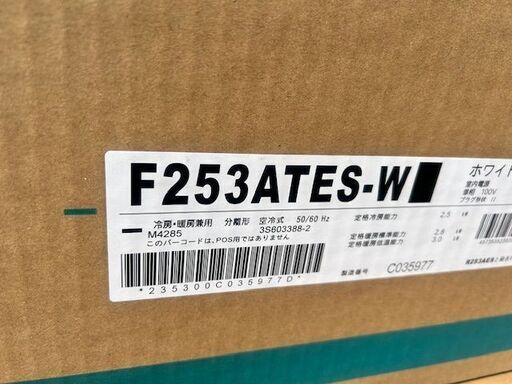 F253ATES-W
ホワイト
冷房・暖房兼用 分離形 空冷式 50/60 Hz
M4285 3S603388-2
このバーコードは、POS用ではありません
定格冷房能力 2.5 kW
定格暖房標準能力 2.8 kW
定格暖房低温能力 3.0 kW
室内電源
単相 100V
プラグ形状
*235300C035977D*
製造番号 C035977